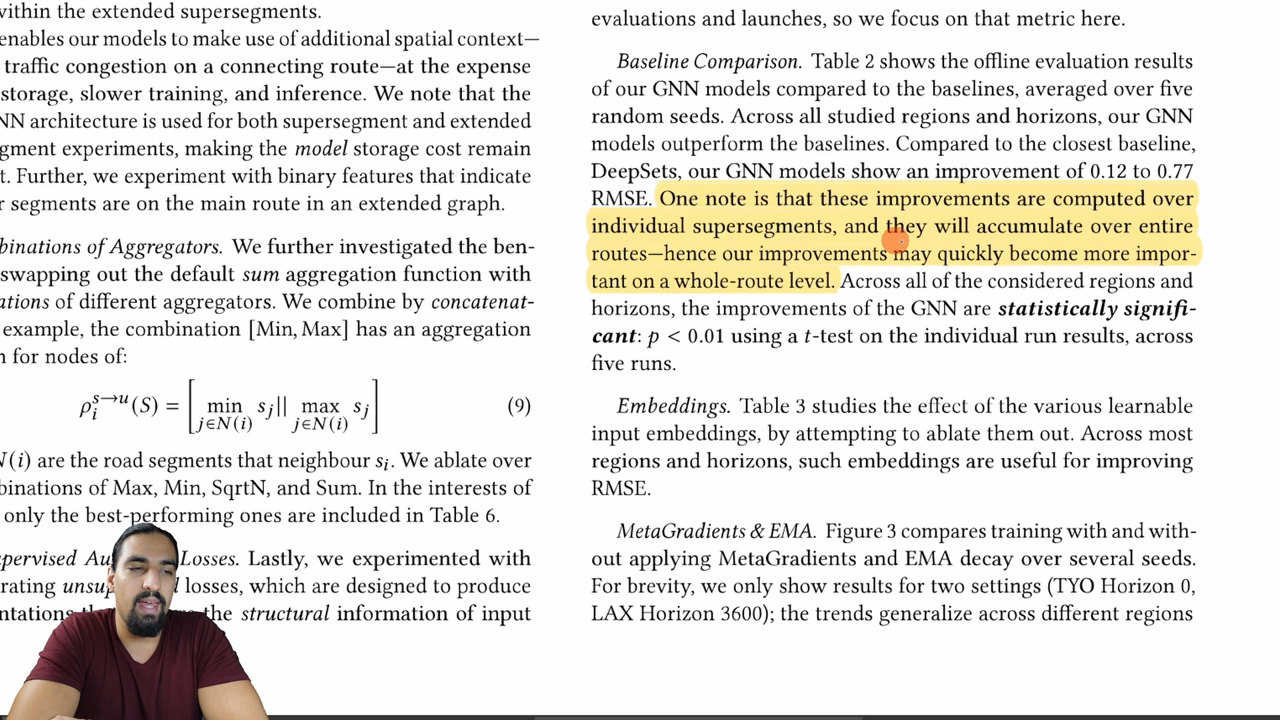 within the extended supersegments.
enables our models to make use of additional spatial context—
traffic congestion on a connecting route—at the expense
storage, slower training, and inference. We note that the
NN architecture is used for both supersegment and extended
gment experiments, making the model storage cost remain
t. Further, we experiment with binary features that indicate
r segments are on the main route in an extended graph.
binations of Aggregators. We further investigated the ben-
swapping out the default sum aggregation function with
ations of different aggregators. We combine by concatenat-
example, the combination [Min, Max] has an aggregation
n for nodes of:
ρ_i^{s→u}(S) = [ min_{j∈N(i)} s_j || max_{j∈N(i)} s_j ] (9)
N(i) are the road segments that neighbour s_i. We ablate over
binations of Max, Min, SqrtN, and Sum. In the interests of
only the best-performing ones are included in Table 6.
pervised Au Losses. Lastly, we experimented with
rating unsup d losses, which are designed to produce
ntations th the structural information of input
evaluations and launches, so we focus on that metric here.
Baseline Comparison. Table 2 shows the offline evaluation results
of our GNN models compared to the baselines, averaged over five
random seeds. Across all studied regions and horizons, our GNN
models outperform the baselines. Compared to the closest baseline,
DeepSets, our GNN models show an improvement of 0.12 to 0.77
RMSE. One note is that these improvements are computed over
individual supersegments, and they will accumulate over entire
routes—hence our improvements may quickly become more impor-
tant on a whole-route level. Across all of the considered regions and
horizons, the improvements of the GNN are statistically signifi-
cant: p < 0.01 using a t-test on the individual run results, across
five runs.
Embeddings. Table 3 studies the effect of the various learnable
input embeddings, by attempting to ablate them out. Across most
regions and horizons, such embeddings are useful for improving
RMSE.
MetaGradients & EMA. Figure 3 compares training with and with-
out applying MetaGradients and EMA decay over several seeds.
For brevity, we only show results for two settings (TYO Horizon 0,
LAX Horizon 3600); the trends generalize across different regions